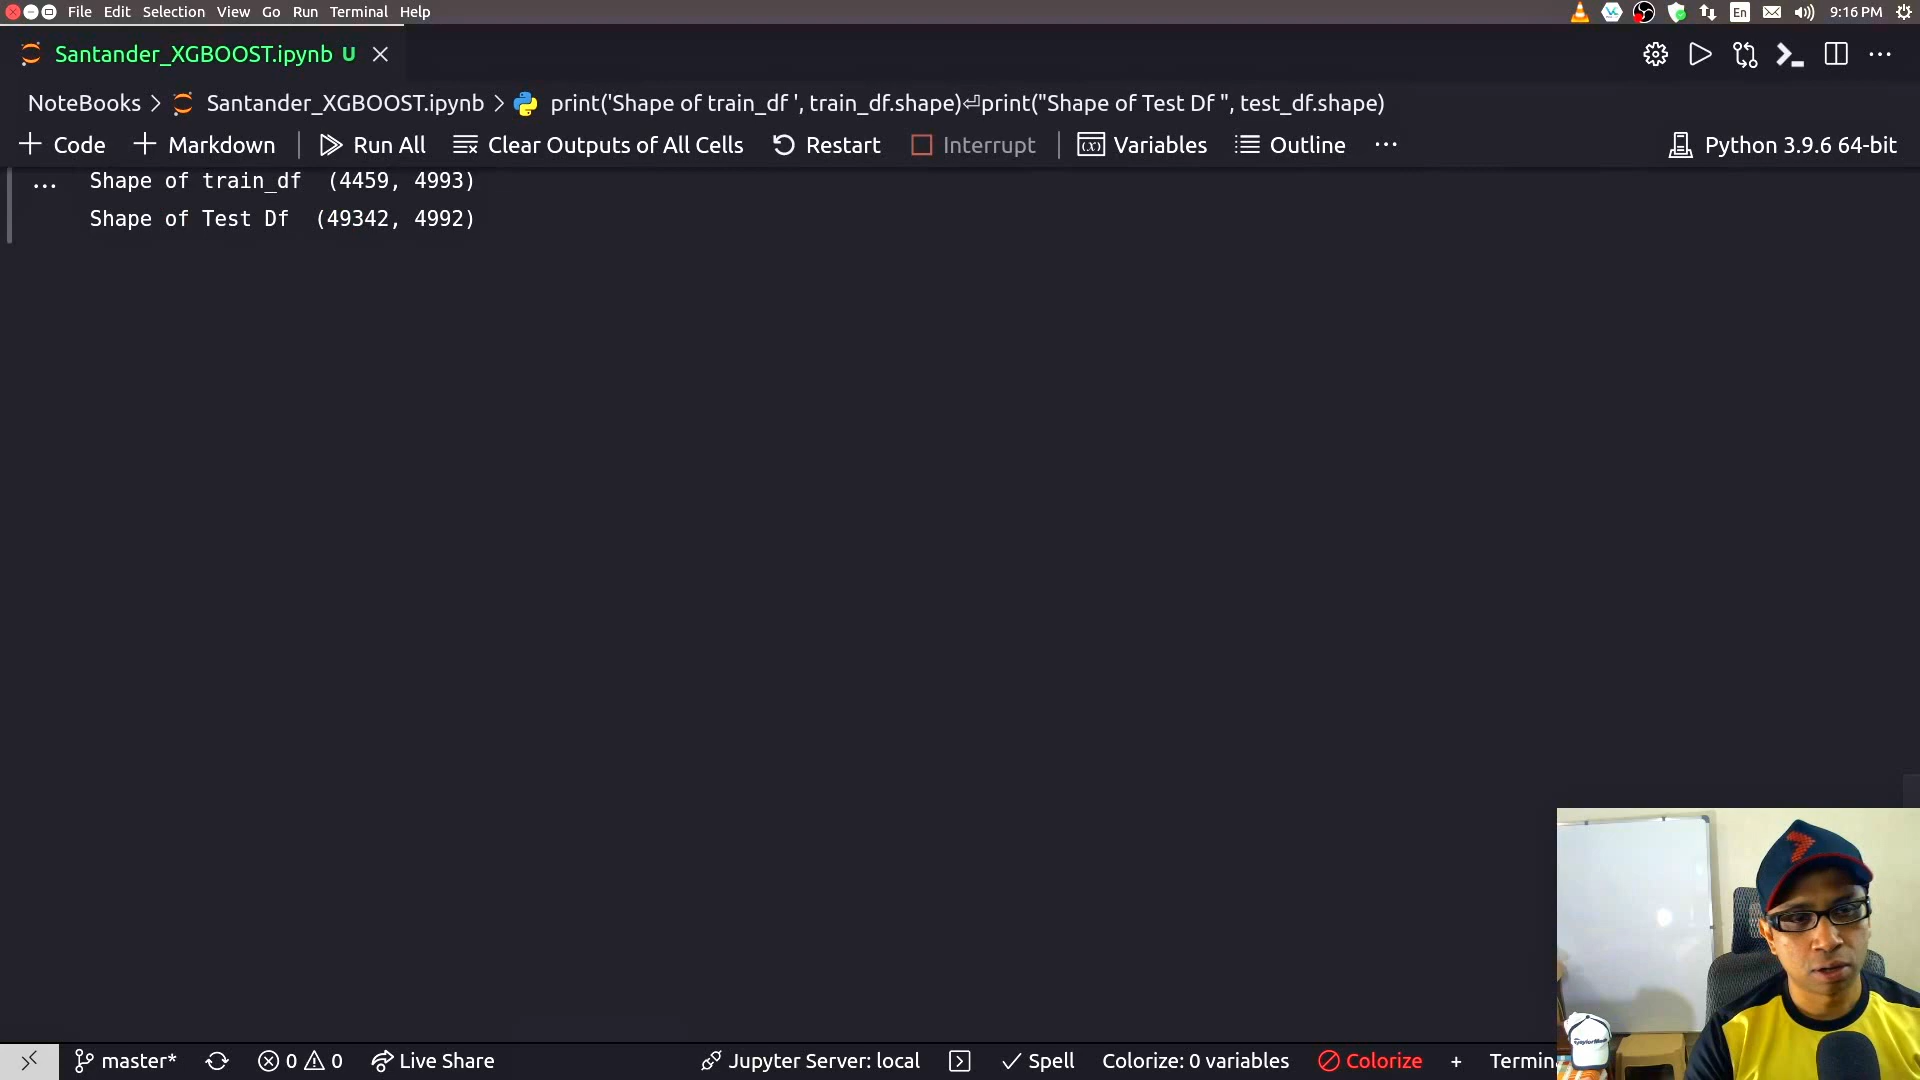 File Edit Selection View Go Run Terminal Help
En 9:16 PM
Santander_XGBOOST.ipynb U
NoteBooks > Santander_XGBOOST.ipynb > print('Shape of train_df ', train_df.shape)⏎print("Shape of Test Df ", test_df.shape)
+ Code + Markdown Run All Clear Outputs of All Cells Restart Interrupt Variables Outline ... Python 3.9.6 64-bit
... Shape of train_df (4459, 4993)
Shape of Test Df (49342, 4992)
master* 0 0 Live Share Jupyter Server: local Spell Colorize: 0 variables Colorize + Termin